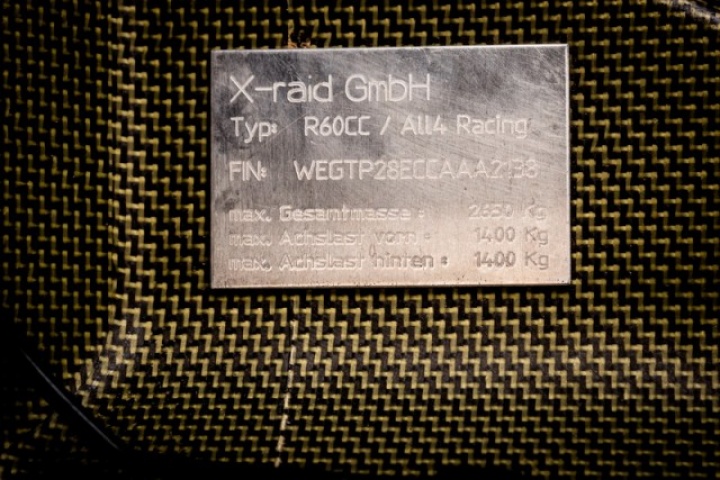 X-raid GmbH
Typ: R60CC / All4 Racing
FIN: WEGTP28ECCAAA2138
max. Gesamtmasse: 2650 Kg
max. Achslast vorn: 1400 Kg
max. Achslast hinten: 1400 Kg